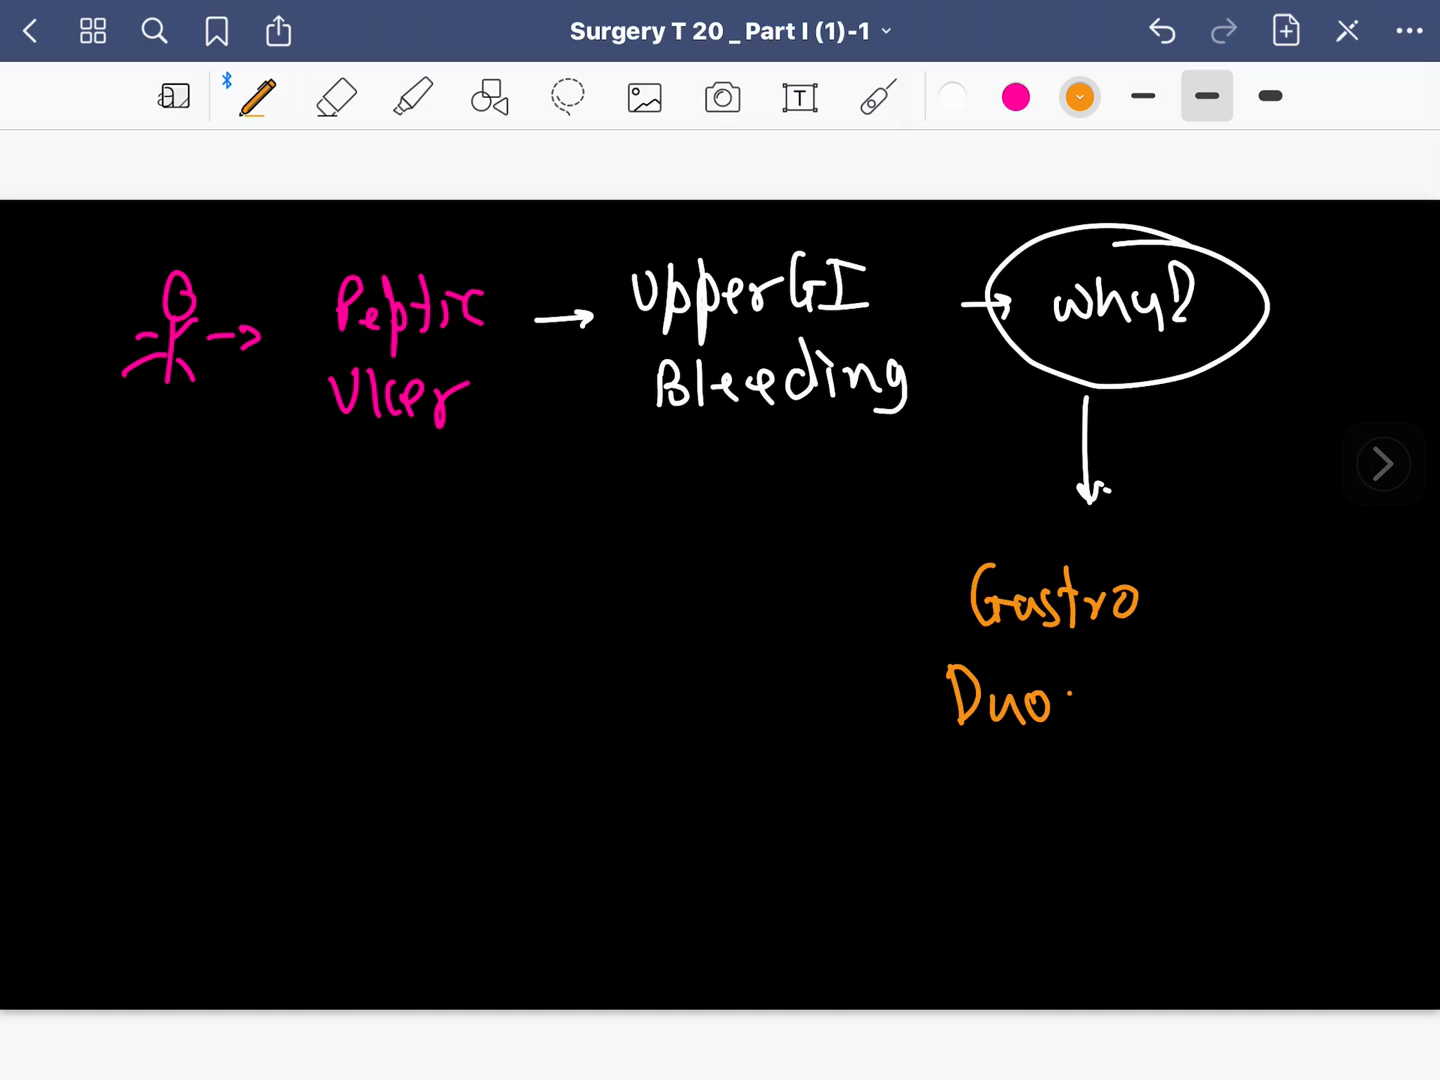 Surgery T 20 _ Part I (1)-1
T
Peptic
Ulcer
Upper GI
Bleeding
why?
Gastro
Duo